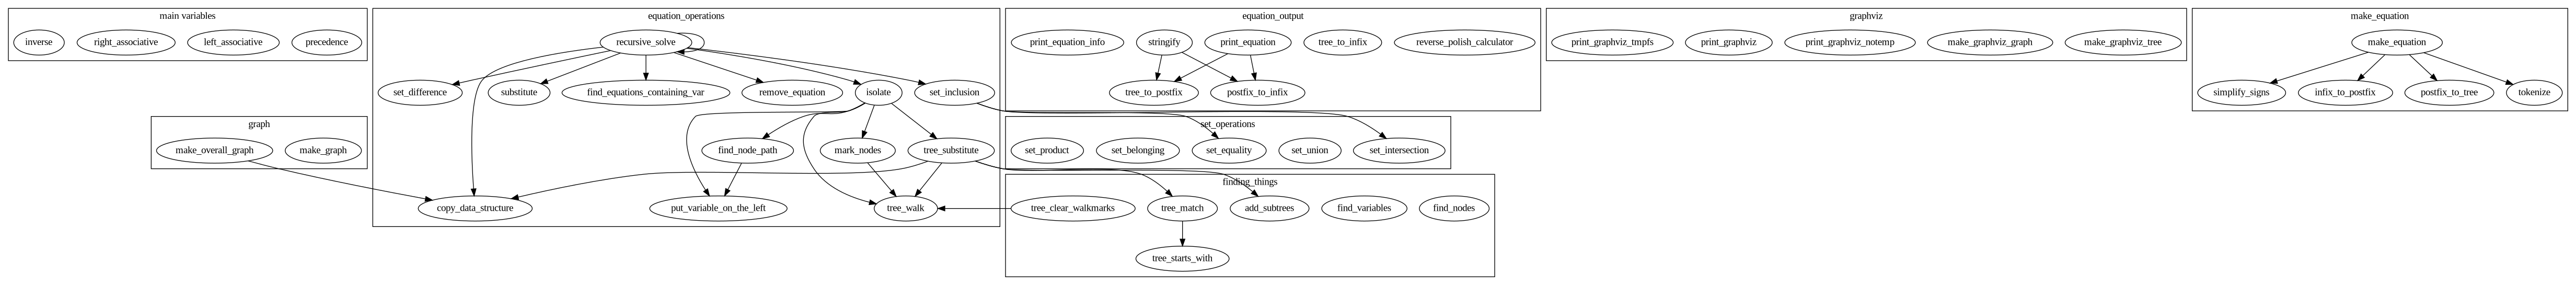 main variables
inverse
right_associative
left_associative
precedence
equation_operations
recursive_solve
set_difference
substitute
find_equations_containing_var
remove_equation
isolate
set_inclusion
find_node_path
mark_nodes
tree_substitute
copy_data_structure
put_variable_on_the_left
tree_walk
graph
make_overall_graph
make_graph
equation_output
print_equation_info
stringify
print_equation
tree_to_infix
reverse_polish_calculator
tree_to_postfix
postfix_to_infix
set_operations
set_product
set_belonging
set_equality
set_union
set_intersection
finding_things
tree_clear_walkmarks
tree_match
add_subtrees
find_variables
find_nodes
tree_starts_with
graphviz
print_graphviz_tmpfs
print_graphviz
print_graphviz_notemp
make_graphviz_graph
make_graphviz_tree
make_equation
make_equation
simplify_signs
infix_to_postfix
postfix_to_tree
tokenize